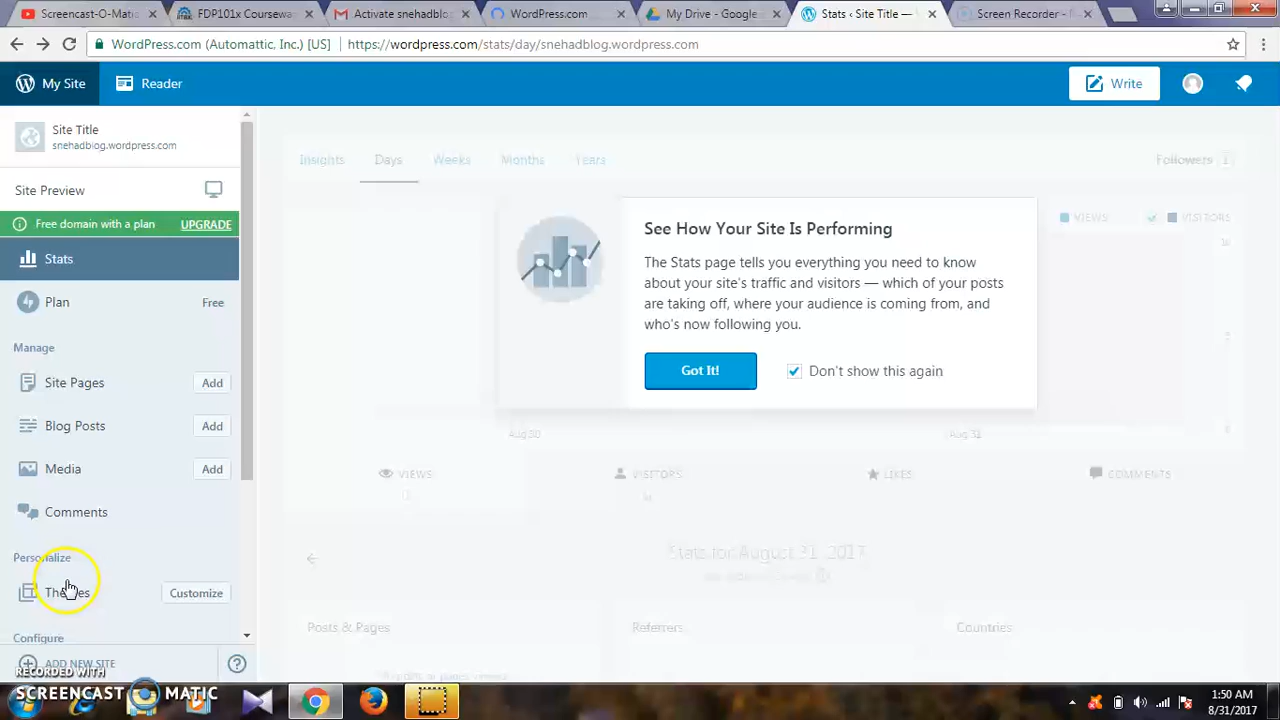 Screencast-O-Matic
FDP101x Coursewa
Activate snehadblog
WordPress.com
My Drive - Google
Stats ‹ Site Title —
Screen Recorder - R
WordPress.com (Automattic, Inc.) [US]
https://wordpress.com/stats/day/snehadblog.wordpress.com
My Site
Reader
Write
Site Title
snehadblog.wordpress.com
Site Preview
Free domain with a plan
UPGRADE
Stats
Plan
Free
Manage
Site Pages
Add
Blog Posts
Add
Media
Add
Comments
Personalize
Themes
Customize
Configure
ADD NEW SITE
Insights
Days
Weeks
Months
Years
Followers 1
VIEWS
VISITORS
See How Your Site Is Performing
The Stats page tells you everything you need to know
about your site's traffic and visitors — which of your posts
are taking off, where your audience is coming from, and
who's now following you.
Got It!
Don't show this again
Aug 30
Aug 31
VIEWS
VISITORS
LIKES
COMMENTS
Stats for August 31, 2017
Posts & Pages
Referrers
Countries
RECORDED WITH
SCREENCAST MATIC
1:50 AM
8/31/2017